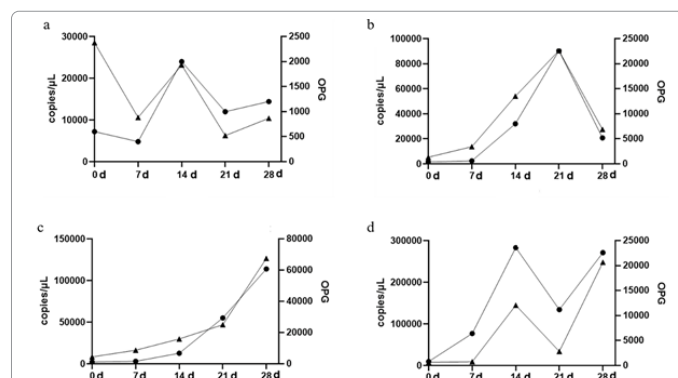 a
30000
20000
10000
0
copies/µL
2500
2000
1500
1000
500
0
OPG
0 d
7 d
14 d
21 d
28 d
b
100000
80000
60000
40000
20000
0
copies/µL
25000
20000
15000
10000
5000
0
OPG
0 d
7 d
14 d
21 d
28 d
c
150000
100000
50000
0
copies/µL
80000
60000
40000
20000
0
OPG
0 d
7 d
14 d
21 d
28 d
d
300000
200000
100000
0
copies/µL
25000
20000
15000
10000
5000
0
OPG
0 d
7 d
14 d
21 d
28 d